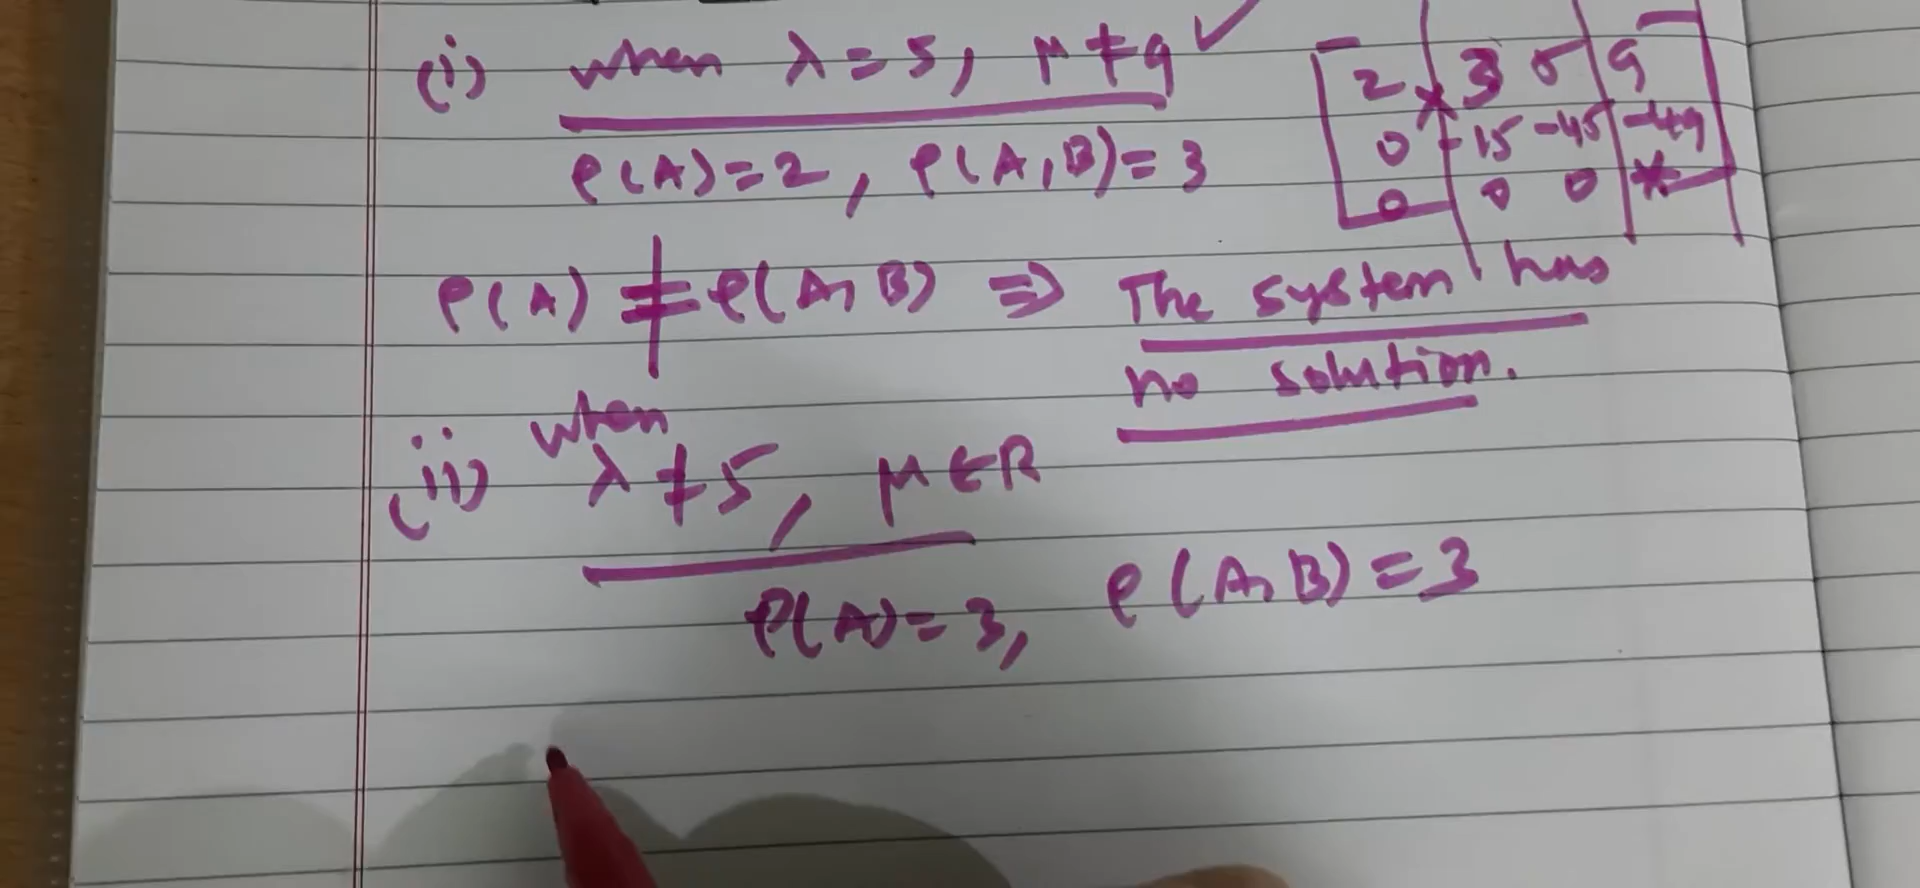 (i) when λ = 5, μ ≠ 9 ✓
ρ(A) = 2, ρ(A,B) = 3
2 3 5 9
0 -15 -45 -49
0 0 0 *
ρ(A) ≠ ρ(A, B) ⇒ The system has
no solution.
(ii) when
λ ≠ 5, μ ∈ R
ρ(A) = 3, ρ(A, B) = 3